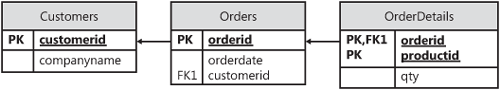 Customers
PK customerid
companyname
Orders
PK orderid
orderdate
FK1 customerid
OrderDetails
PK,FK1 orderid
PK productid
qty